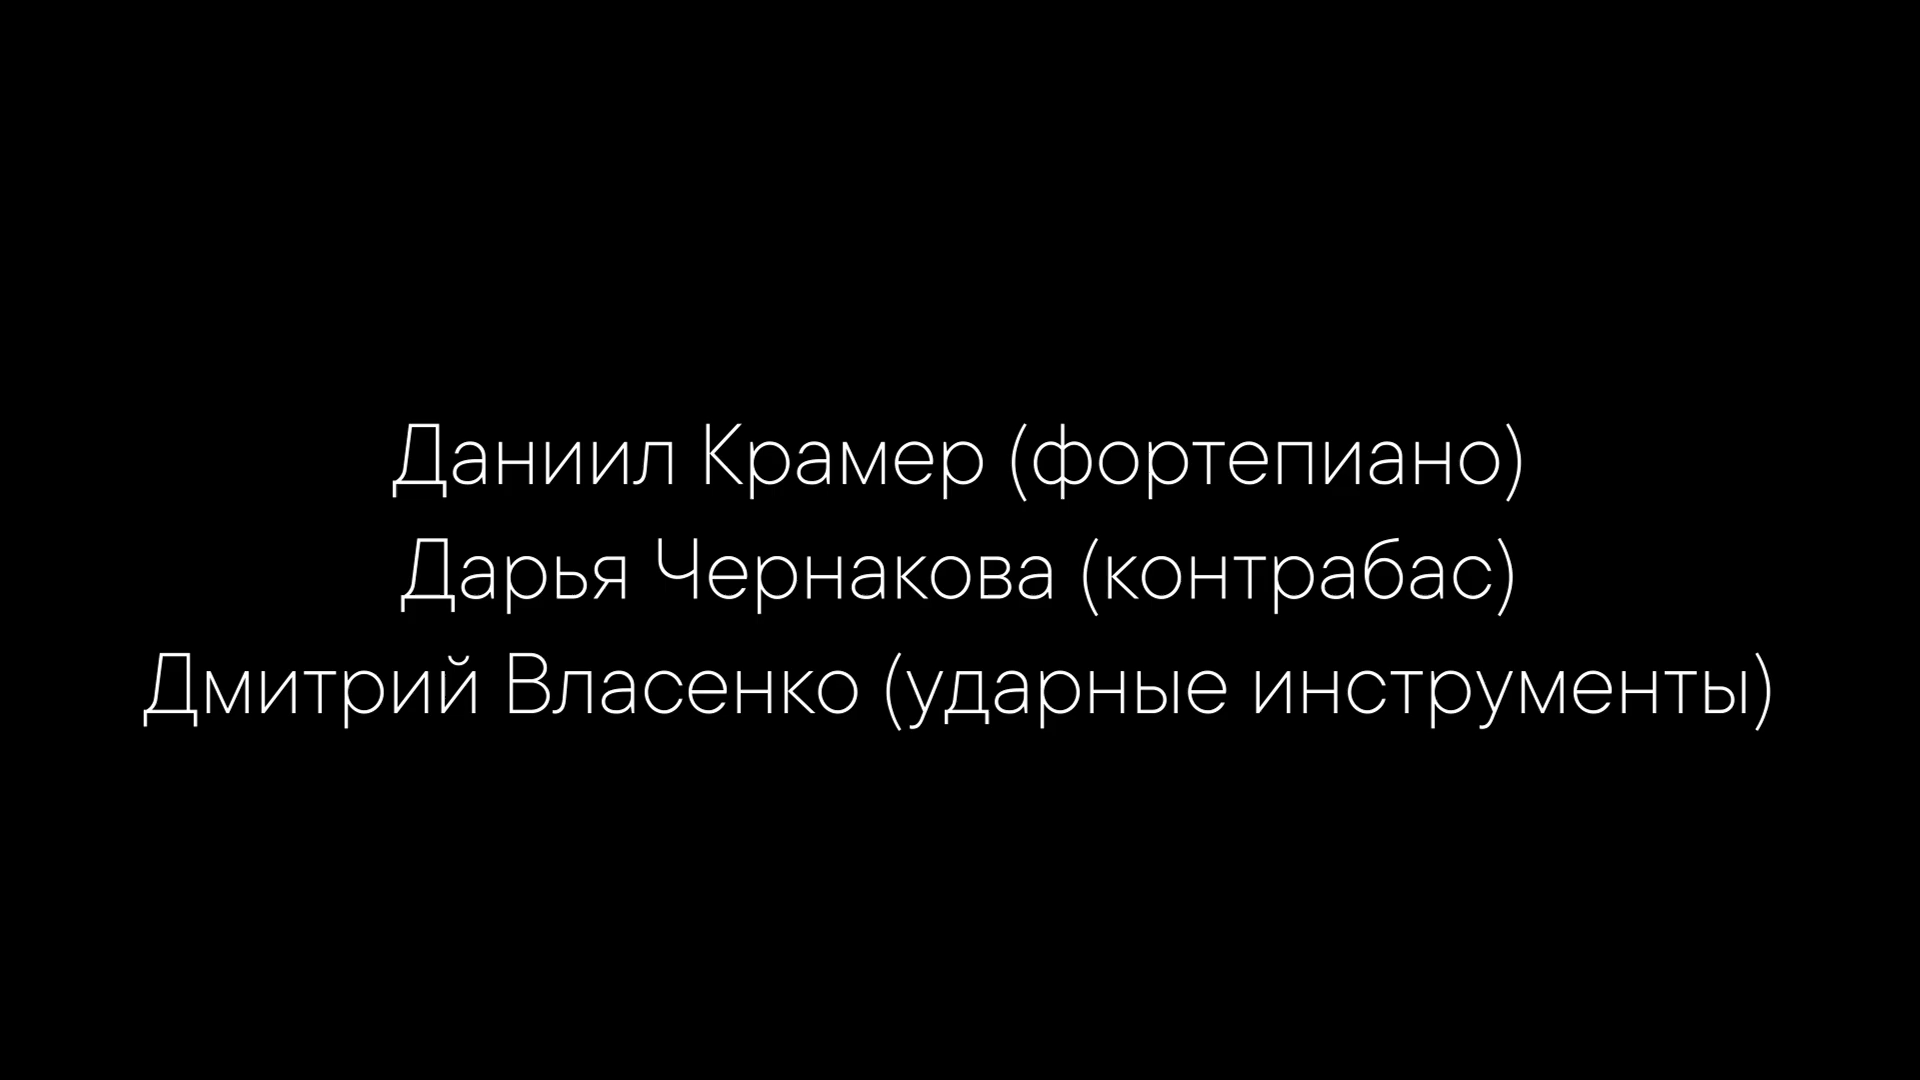 Даниил Крамер (фортепиано)
Дарья Чернакова (контрабас)
Дмитрий Власенко (ударные инструменты)